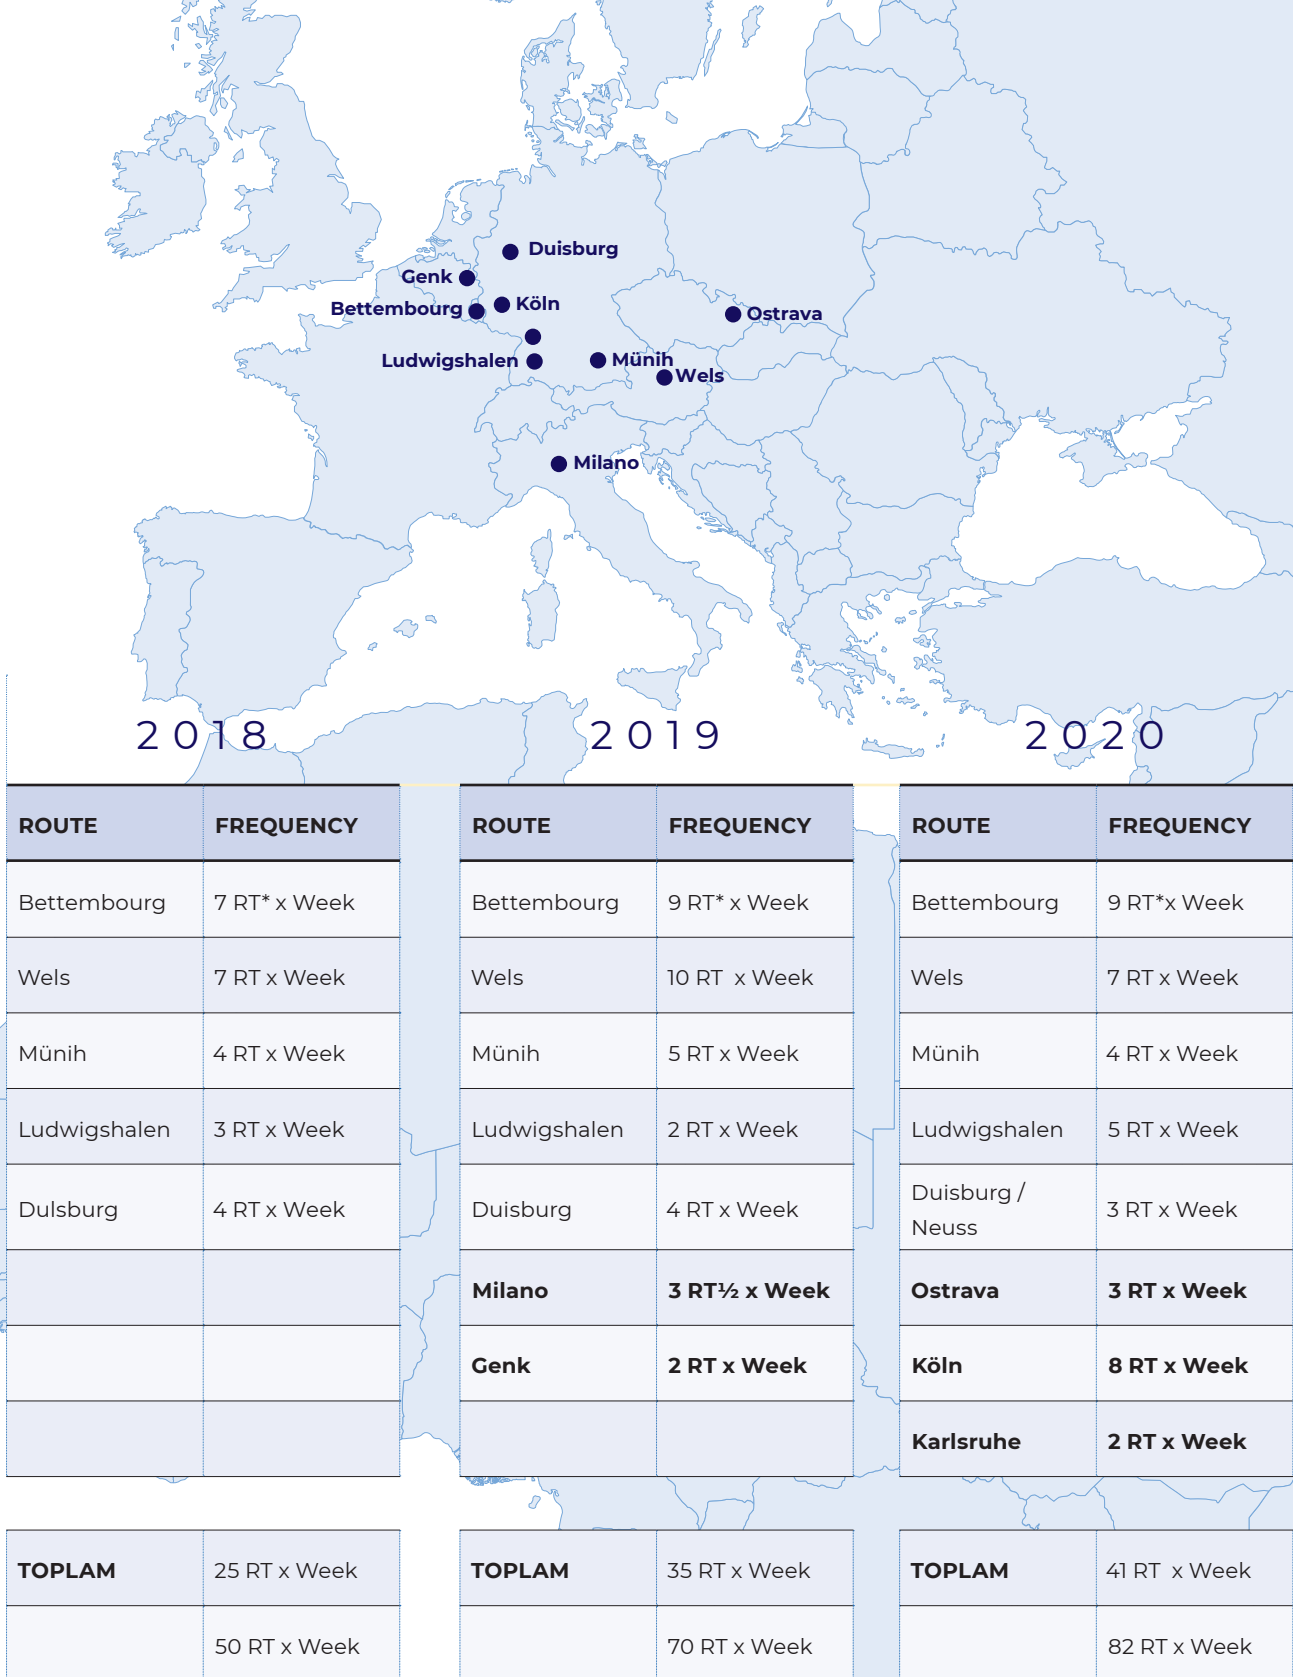 Duisburg
Genk
Köln
Bettembourg
Ostrava
Ludwigshalen
Münih
Wels
Milano
2018
ROUTE FREQUENCY
Bettembourg 7 RT* x Week
Wels 7 RT x Week
Münih 4 RT x Week
Ludwigshalen 3 RT x Week
Dulsburg 4 RT x Week
TOPLAM 25 RT x Week
50 RT x Week
2019
ROUTE FREQUENCY
Bettembourg 9 RT* x Week
Wels 10 RT x Week
Münih 5 RT x Week
Ludwigshalen 2 RT x Week
Duisburg 4 RT x Week
Milano 3 RT½ x Week
Genk 2 RT x Week
TOPLAM 35 RT x Week
70 RT x Week
2020
ROUTE FREQUENCY
Bettembourg 9 RT*x Week
Wels 7 RT x Week
Münih 4 RT x Week
Ludwigshalen 5 RT x Week
Duisburg /
Neuss 3 RT x Week
Ostrava 3 RT x Week
Köln 8 RT x Week
Karlsruhe 2 RT x Week
TOPLAM 41 RT x Week
82 RT x Week